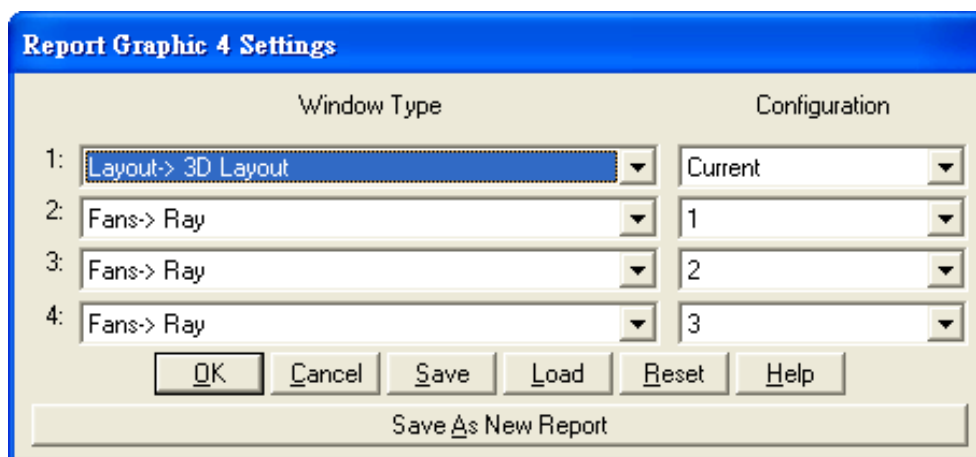 Report Graphic 4 Settings
Window Type Configuration
1: Layout-> 3D Layout Current
2: Fans-> Ray 1
3: Fans-> Ray 2
4: Fans-> Ray 3
OK Cancel Save Load Reset Help
Save As New Report